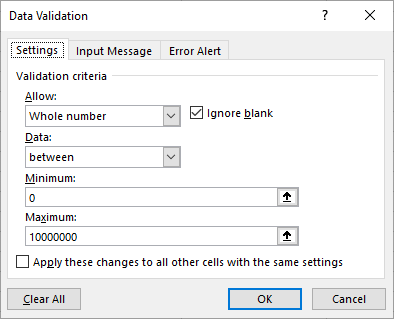 Data Validation ?
Settings Input Message Error Alert
Validation criteria
Allow:
Whole number Ignore blank
Data:
between
Minimum:
0
Maximum:
10000000
Apply these changes to all other cells with the same settings
Clear All OK Cancel